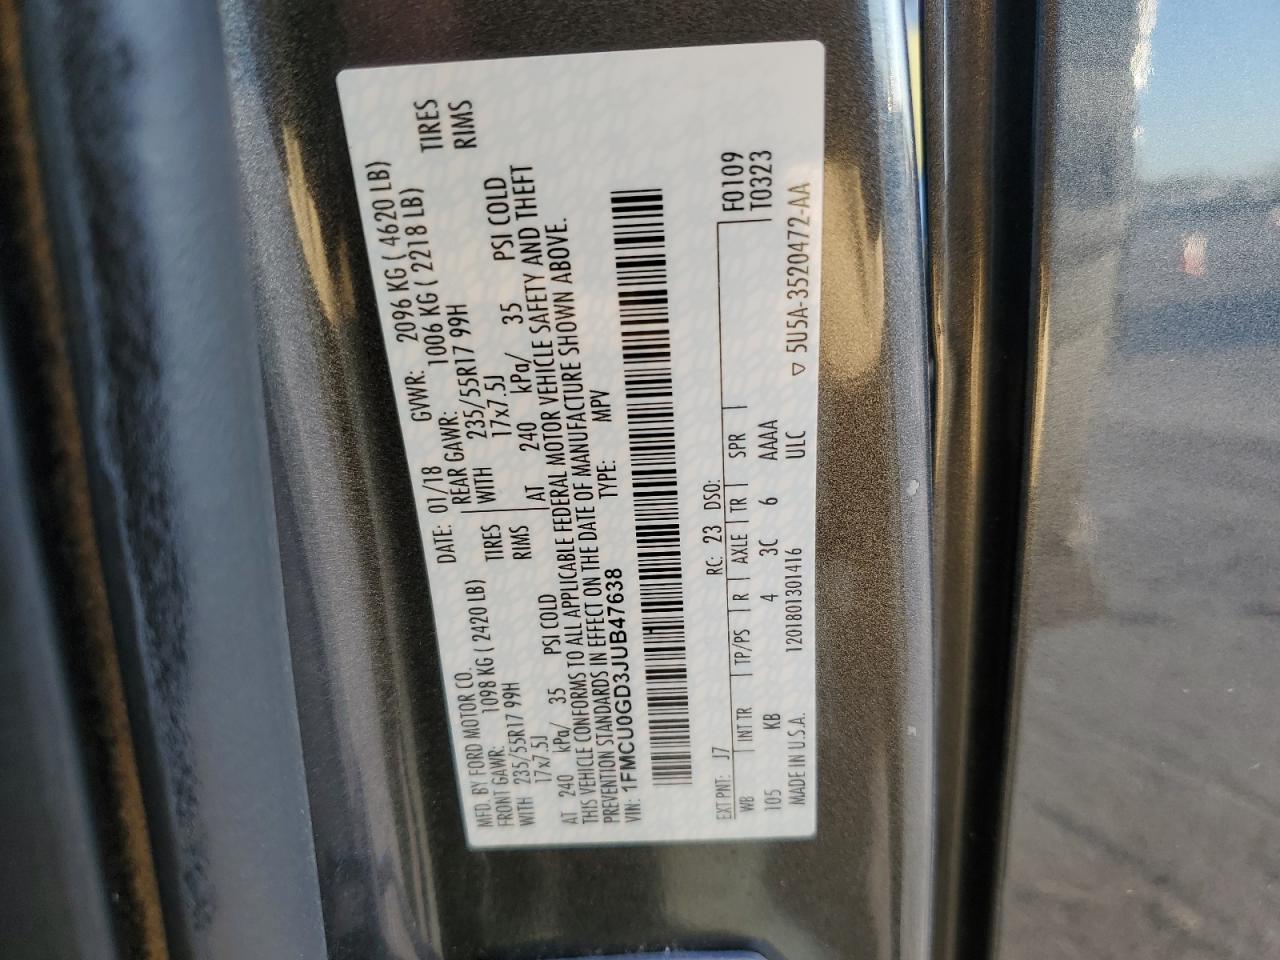 MFD. BY FORD MOTOR CO. DATE: 01/18 GVWR: 2096 KG ( 4620 LB)
FRONT GAWR: 1098 KG ( 2420 LB) REAR GAWR: 1006 KG ( 2218 LB)
WITH 235/55R17 99H TIRES WITH 235/55R17 99H TIRES
17x7.5J RIMS 17x7.5J RIMS
AT 240 kPa/ 35 PSI COLD AT 240 kPa/ 35 PSI COLD
THIS VEHICLE CONFORMS TO ALL APPLICABLE FEDERAL MOTOR VEHICLE SAFETY AND THEFT
PREVENTION STANDARDS IN EFFECT ON THE DATE OF MANUFACTURE SHOWN ABOVE.
VIN: 1FMCU0GD3JUB47638 TYPE: MPV
EXT PNT: J7 RC: 23 DSO: F0109
WB INT TR TP/PS R AXLE TR SPR T0323
105 KB 4 3C 6 AAAA
MADE IN U.S.A. 1201801301416 ULC ▽ 5U5A-3520472-AA